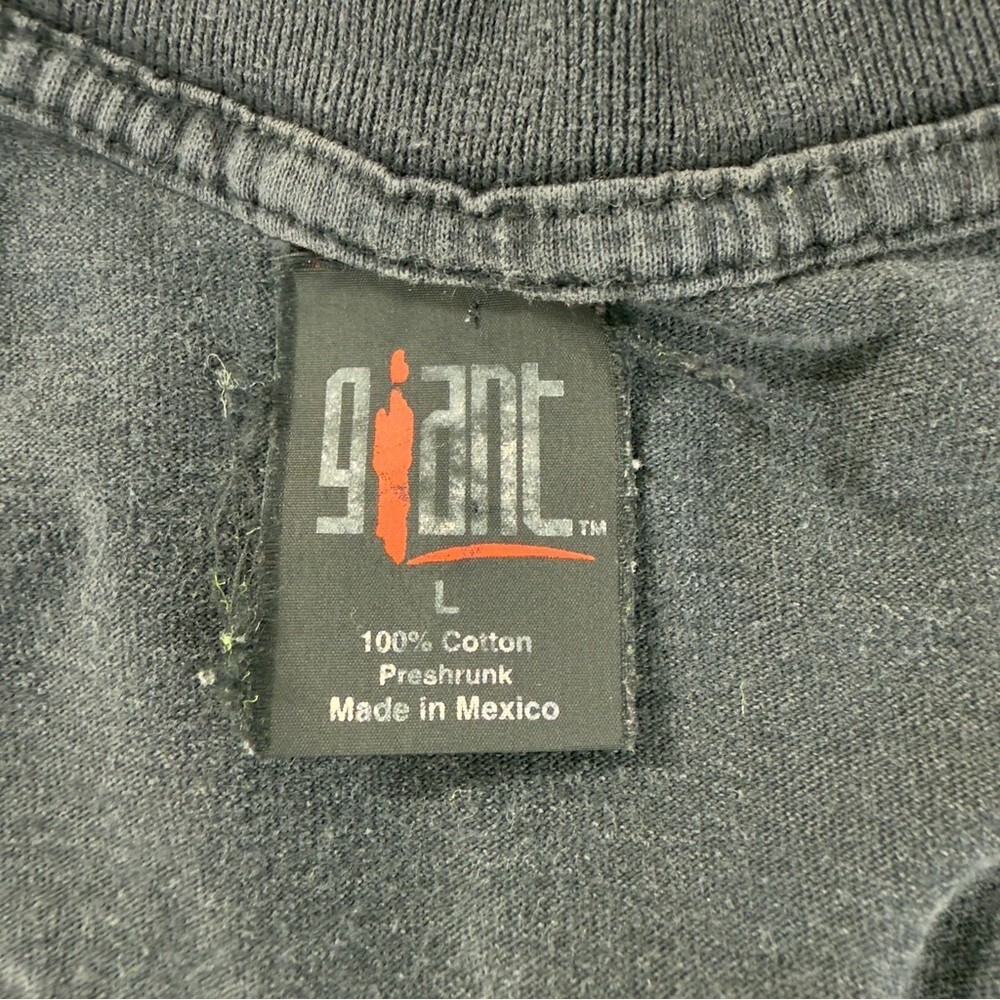 giant™
L
100% Cotton
Preshrunk
Made in Mexico